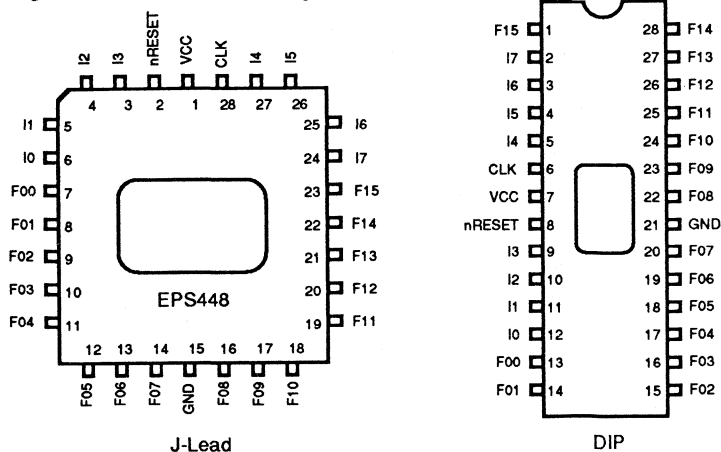 I2 I3 nRESET VCC CLK I4 I5
4 3 2 1 28 27 26
I1 5 25 I6
I0 6 24 I7
F00 7 23 F15
F01 8 22 F14
F02 9 21 F13
F03 10 20 F12
EPS448
F04 11 19 F11
12 13 14 15 16 17 18
F05 F06 F07 GND F08 F09 F10
J-Lead
F15 1 28 F14
I7 2 27 F13
I6 3 26 F12
I5 4 25 F11
I4 5 24 F10
CLK 6 23 F09
VCC 7 22 F08
nRESET 8 21 GND
I3 9 20 F07
I2 10 19 F06
I1 11 18 F05
I0 12 17 F04
F00 13 16 F03
F01 14 15 F02
DIP